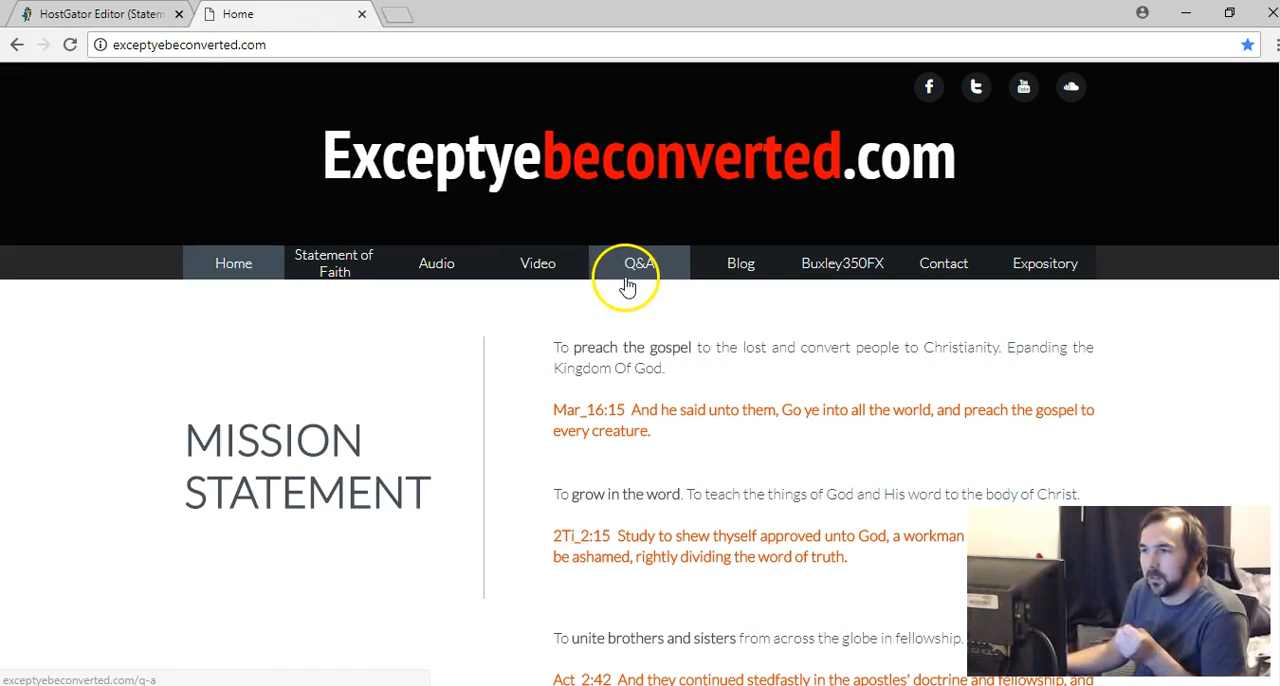 HostGator Editor (Statem
Home
exceptyebeconverted.com
Exceptyebeconverted.com
Home
Statement of
Faith
Audio
Video
Q&A
Blog
Buxley350FX
Contact
Expository
MISSION
STATEMENT
To preach the gospel to the lost and convert people to Christianity. Epanding the
Kingdom Of God.
Mar_16:15 And he said unto them, Go ye into all the world, and preach the gospel to
every creature.
To grow in the word. To teach the things of God and His word to the body of Christ.
2Ti_2:15 Study to shew thyself approved unto God, a workman
be ashamed, rightly dividing the word of truth.
To unite brothers and sisters from across the globe in fellowship.
Act 2:42 And they continued stedfastly in the apostles' doctrine and fellowship, and
exceptyebeconverted.com/q-a